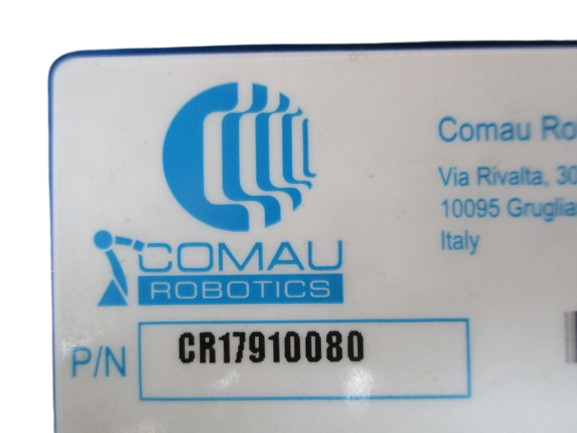 COMAU
ROBOTICS
Comau Ro
Via Rivalta, 30
10095 Gruglia
Italy
P/N CR17910080